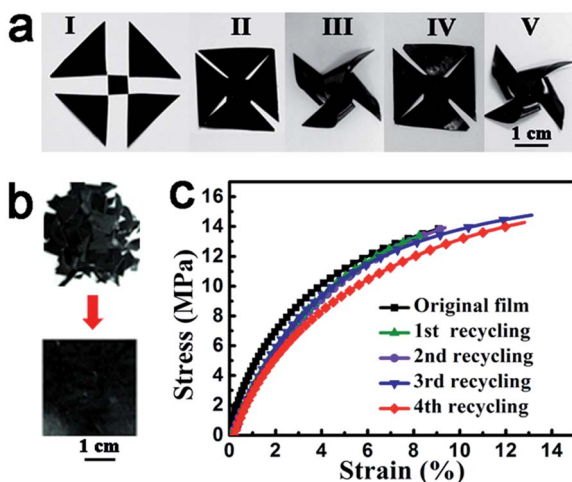 a
I II III IV V
1 cm
b
1 cm
c
Stress (MPa)
16
14
12
10
8
6
4
2
0
Original film
1st recycling
2nd recycling
3rd recycling
4th recycling
0 2 4 6 8 10 12 14
Strain (%)